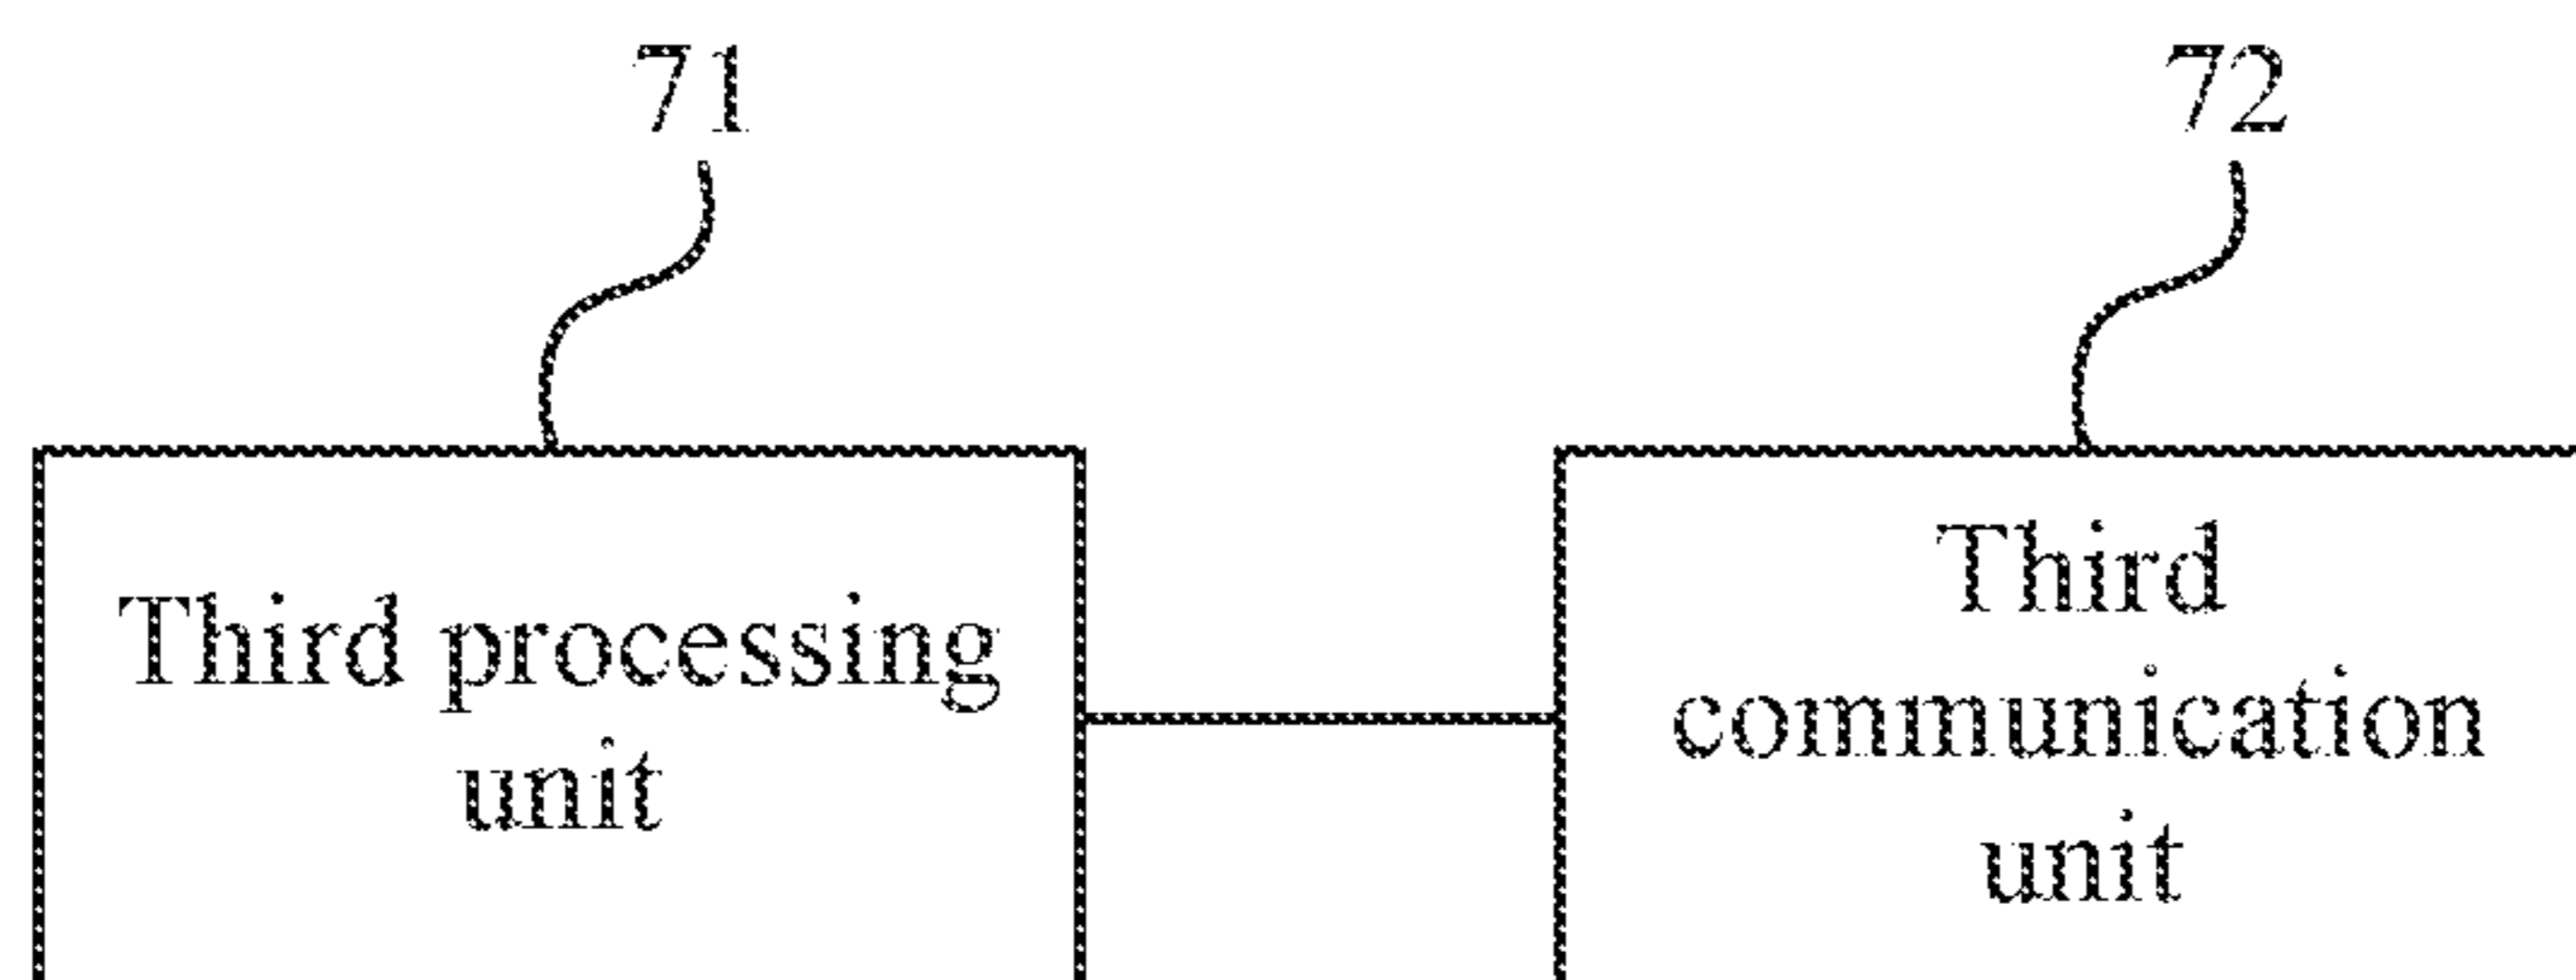 71
72
Third processing
unit
Third
communication
unit